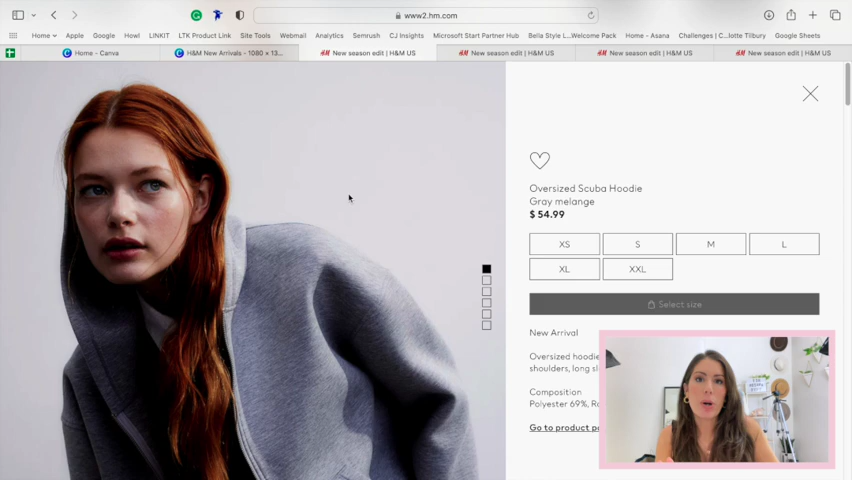 www2.hm.com
Home
Apple
Google
Howl
LINKIT
LTK Product Link
Site Tools
Webmail
Analytics
Semrush
CJ Insights
Microsoft Start Partner Hub
Bella Style L...Welcome Pack
Home - Asana
Challenges | C...lotte Tilbury
Google Sheets
Home – Canva
H&M New Arrivals - 1080 × 13...
H&M New season edit | H&M US
H&M New season edit | H&M US
H&M New season edit | H&M US
H&M New season edit | H&M US
Oversized Scuba Hoodie
Gray melange
$ 54.99
XS S M L
XL XXL
Select size
New Arrival
Oversized hoodie
shoulders, long sl
Composition
Polyester 69%, Ra
Go to product pa